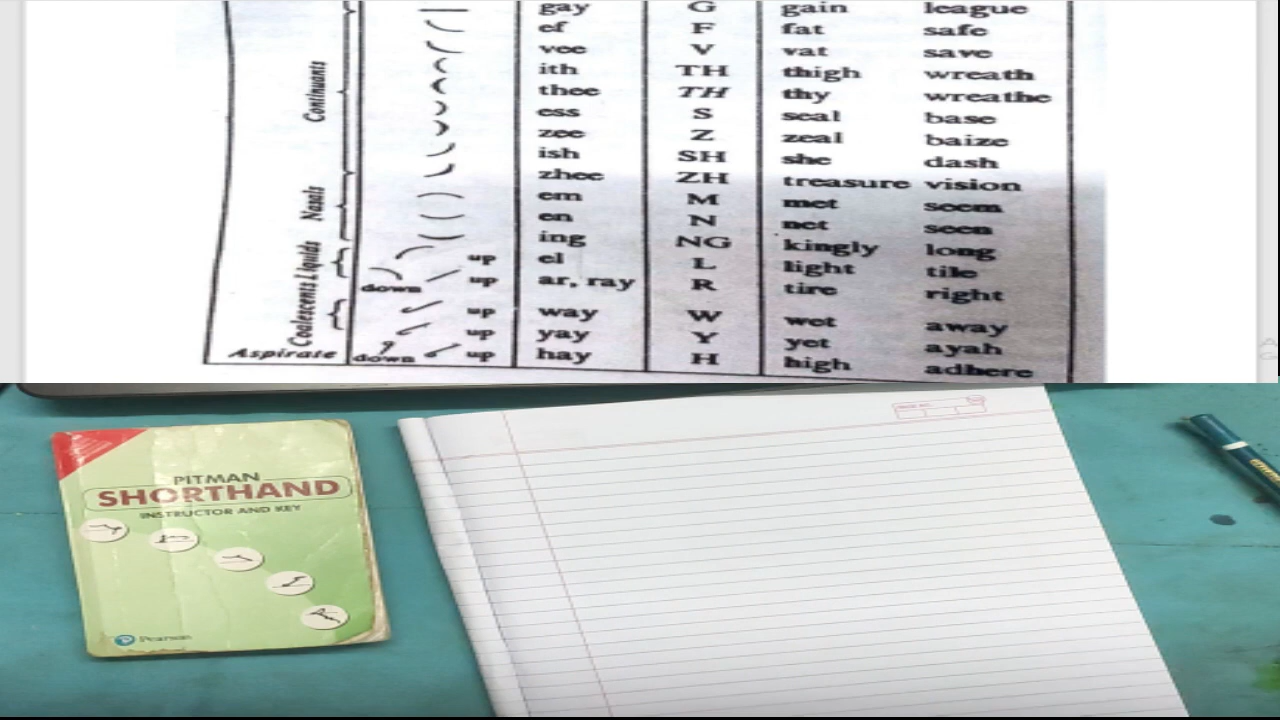 gay G gain league
ef F fat safe
vee V vat save
ith TH thigh wreath
thee TH thy wreathe
ess S seal base
zee Z zeal baize
ish SH she dash
zhee ZH treasure vision
em M met seem
en N net seen
ing NG kingly long
up el L light tile
down up ar, ray R tire right
up way W wet away
up yay Y yet ayah
Aspirate down up hay H high adhere
Continuants
Nasals
Liquids
Coalescents
PITMAN
SHORTHAND
INSTRUCTOR AND KEY
Pearson